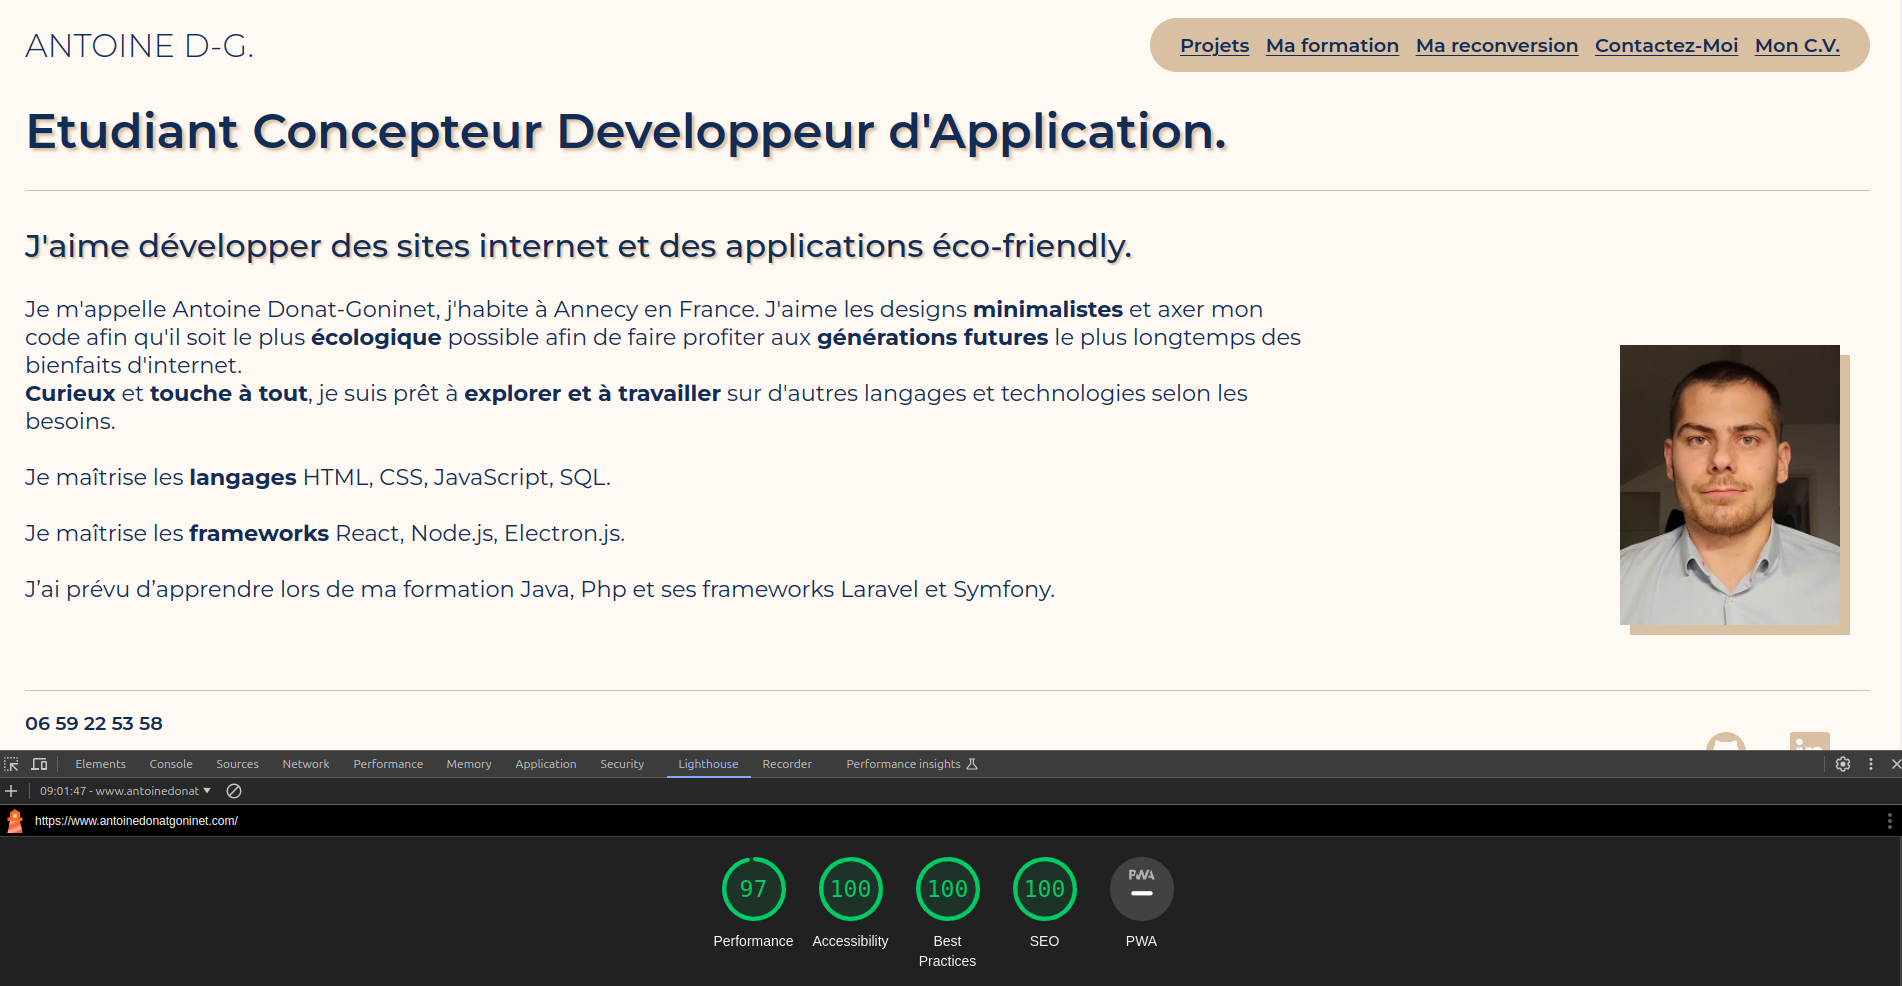 ANTOINE D-G.
Projets Ma formation Ma reconversion Contactez-Moi Mon C.V.
Etudiant Concepteur Developpeur d'Application.
J'aime développer des sites internet et des applications éco-friendly.
Je m'appelle Antoine Donat-Goninet, j'habite à Annecy en France. J'aime les designs minimalistes et axer mon
code afin qu'il soit le plus écologique possible afin de faire profiter aux générations futures le plus longtemps des
bienfaits d'internet.
Curieux et touche à tout, je suis prêt à explorer et à travailler sur d'autres langages et technologies selon les
besoins.
Je maîtrise les langages HTML, CSS, JavaScript, SQL.
Je maîtrise les frameworks React, Node.js, Electron.js.
J’ai prévu d’apprendre lors de ma formation Java, Php et ses frameworks Laravel et Symfony.
06 59 22 53 58
Elements Console Sources Network Performance Memory Application Security Lighthouse Recorder Performance insights
09:01:47 - www.antoinedonat
https://www.antoinedonatgoninet.com/
97 100 100 100 PWA
Performance Accessibility Best SEO PWA
Practices